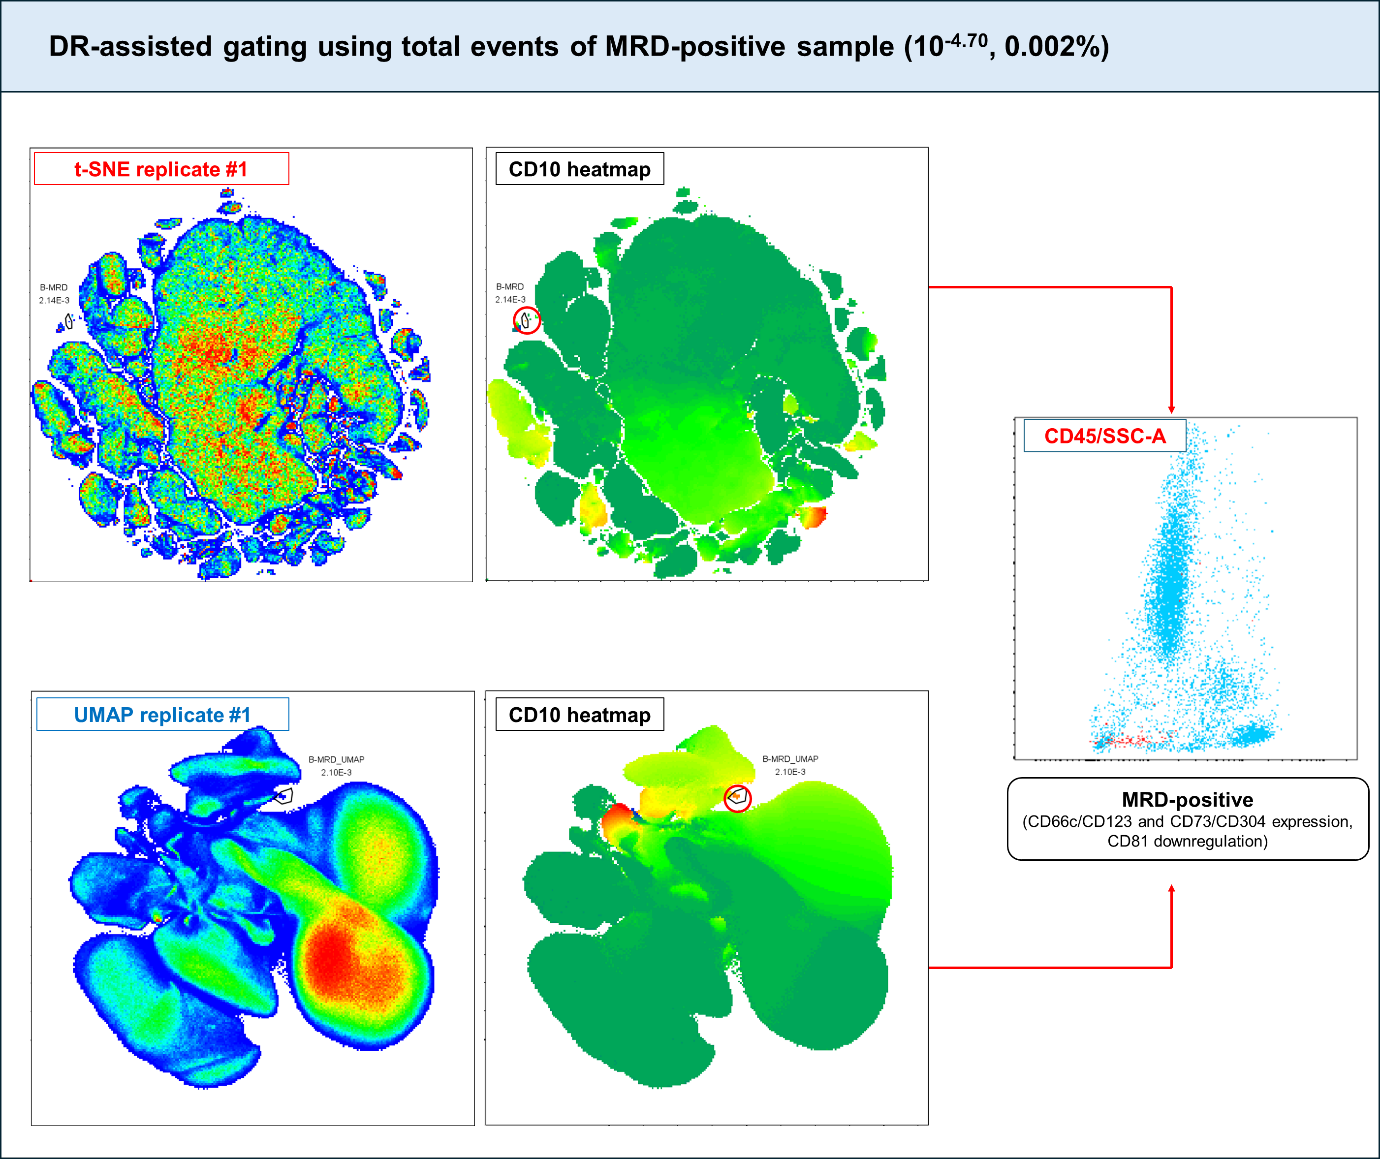 DR-assisted gating using total events of MRD-positive sample (10-4.70, 0.002%)
t-SNE replicate #1
B-MRD
2.14E-3
CD10 heatmap
B-MRD
2.14E-3
CD45/SSC-A
UMAP replicate #1
B-MRD_UMAP
2.10E-3
CD10 heatmap
B-MRD_UMAP
2.10E-3
MRD-positive
(CD66c/CD123 and CD73/CD304 expression,
CD81 downregulation)